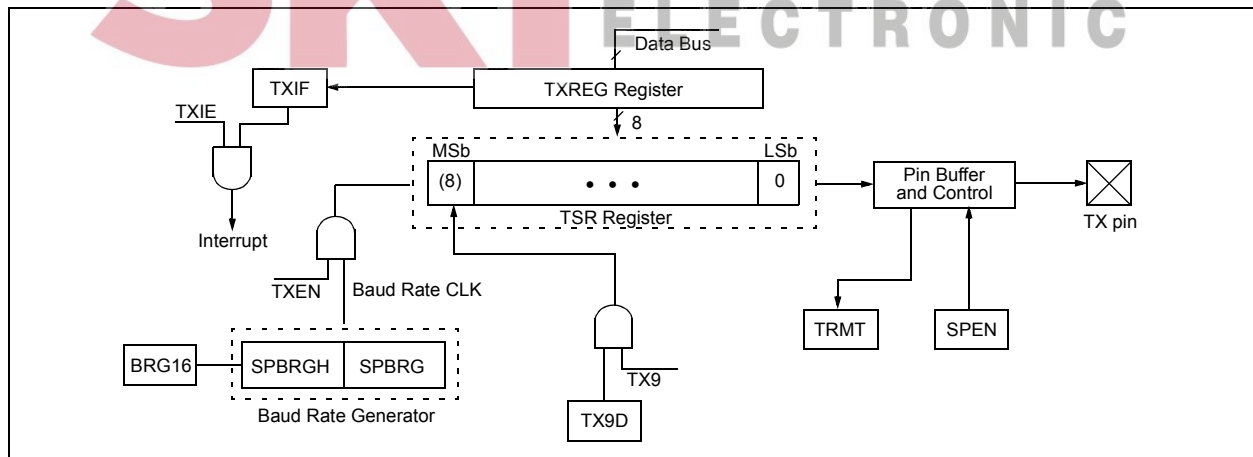 ELECTRONIC
Data Bus
TXIF
TXREG Register
TXIE
8
MSb
LSb
(8)
• • •
0
Pin Buffer
and Control
TSR Register
TX pin
Interrupt
TXEN
Baud Rate CLK
TRMT
SPEN
BRG16
SPBRGH
SPBRG
TX9
Baud Rate Generator
TX9D